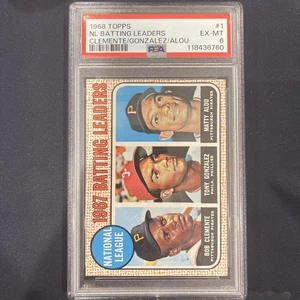 1968 TOPPS #1
NL BATTING LEADERS EX-MT
CLEMENTE/GONZALEZ/ALOU 6
PSA 118436760
1967 BATTING LEADERS
NATIONAL LEAGUE
MATTY ALOU
PITTSBURGH PIRATES
TONY GONZALEZ
PHILA. PHILLIES
BOB CLEMENTE
PITTSBURGH PIRATES